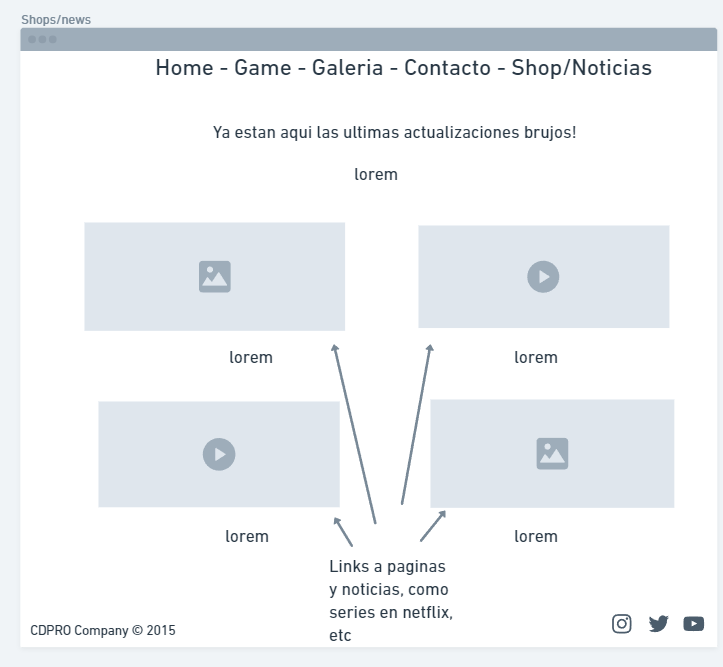 Shops/news
Home - Game - Galeria - Contacto - Shop/Noticias
Ya estan aqui las ultimas actualizaciones brujos!
lorem
lorem
lorem
lorem
lorem
Links a paginas
y noticias, como
series en netflix,
etc
CDPRO Company © 2015